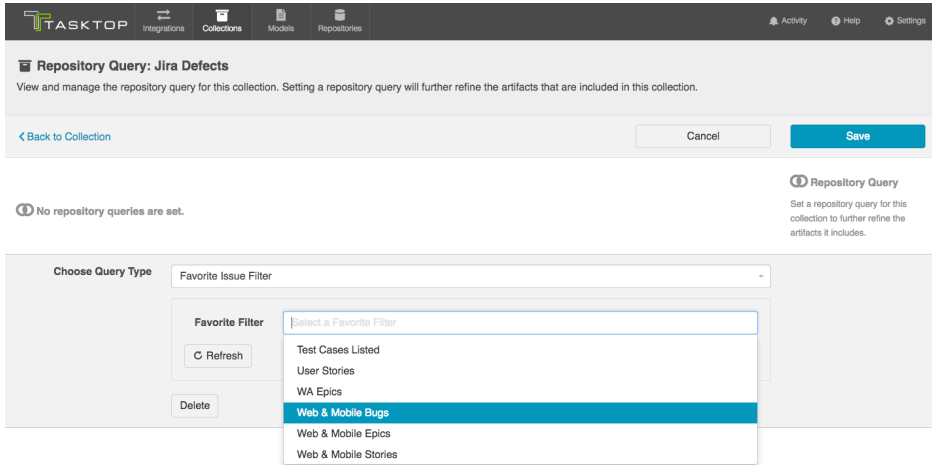 TASKTOP
Integrations
Collections
Models
Repositories
Activity
Help
Settings
Repository Query: Jira Defects
View and manage the repository query for this collection. Setting a repository query will further refine the artifacts that are included in this collection.
Back to Collection
Cancel
Save
No repository queries are set.
Repository Query
Set a repository query for this
collection to further refine the
artifacts it includes.
Choose Query Type
Favorite Issue Filter
Favorite Filter
Select a Favorite Filter
Refresh
Test Cases Listed
User Stories
WA Epics
Delete
Web & Mobile Bugs
Web & Mobile Epics
Web & Mobile Stories